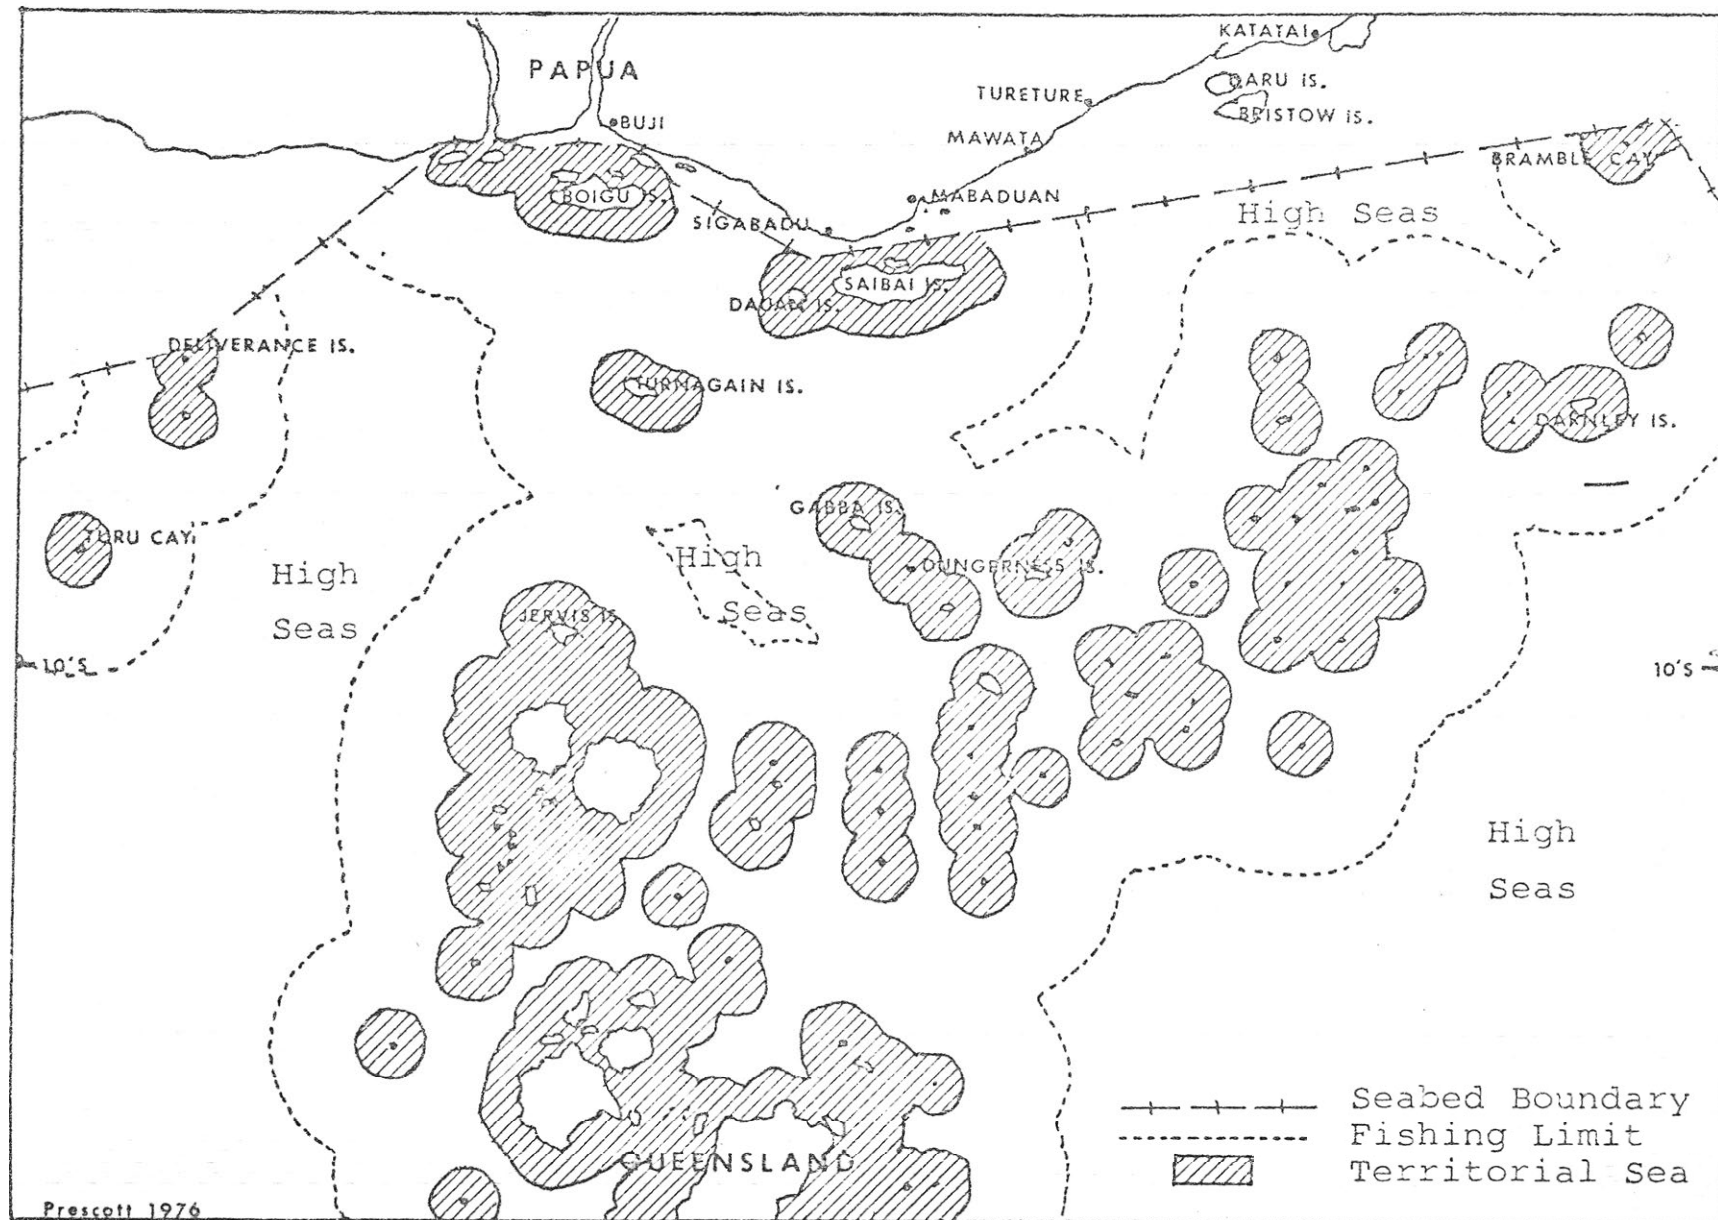 KATATAI
PAPUA
DARU IS.
TURETURE
BRISTOW IS.
BUJI
MAWATA
BRAMBLE CAY
BOIGU IS.
MABADUAN
High Seas
SIGABADU
SAIBAI IS.
DAUAN IS.
DELIVERANCE IS.
TURNAGAIN IS.
DARNLEY IS.
GABBA IS.
TURU CAY
High
Seas
High
Seas
DUNGERNESS IS.
JERVIS IS.
10°S
10°S
High
Seas
QUEENSLAND
Seabed Boundary
Fishing Limit
Territorial Sea
Prescott 1976